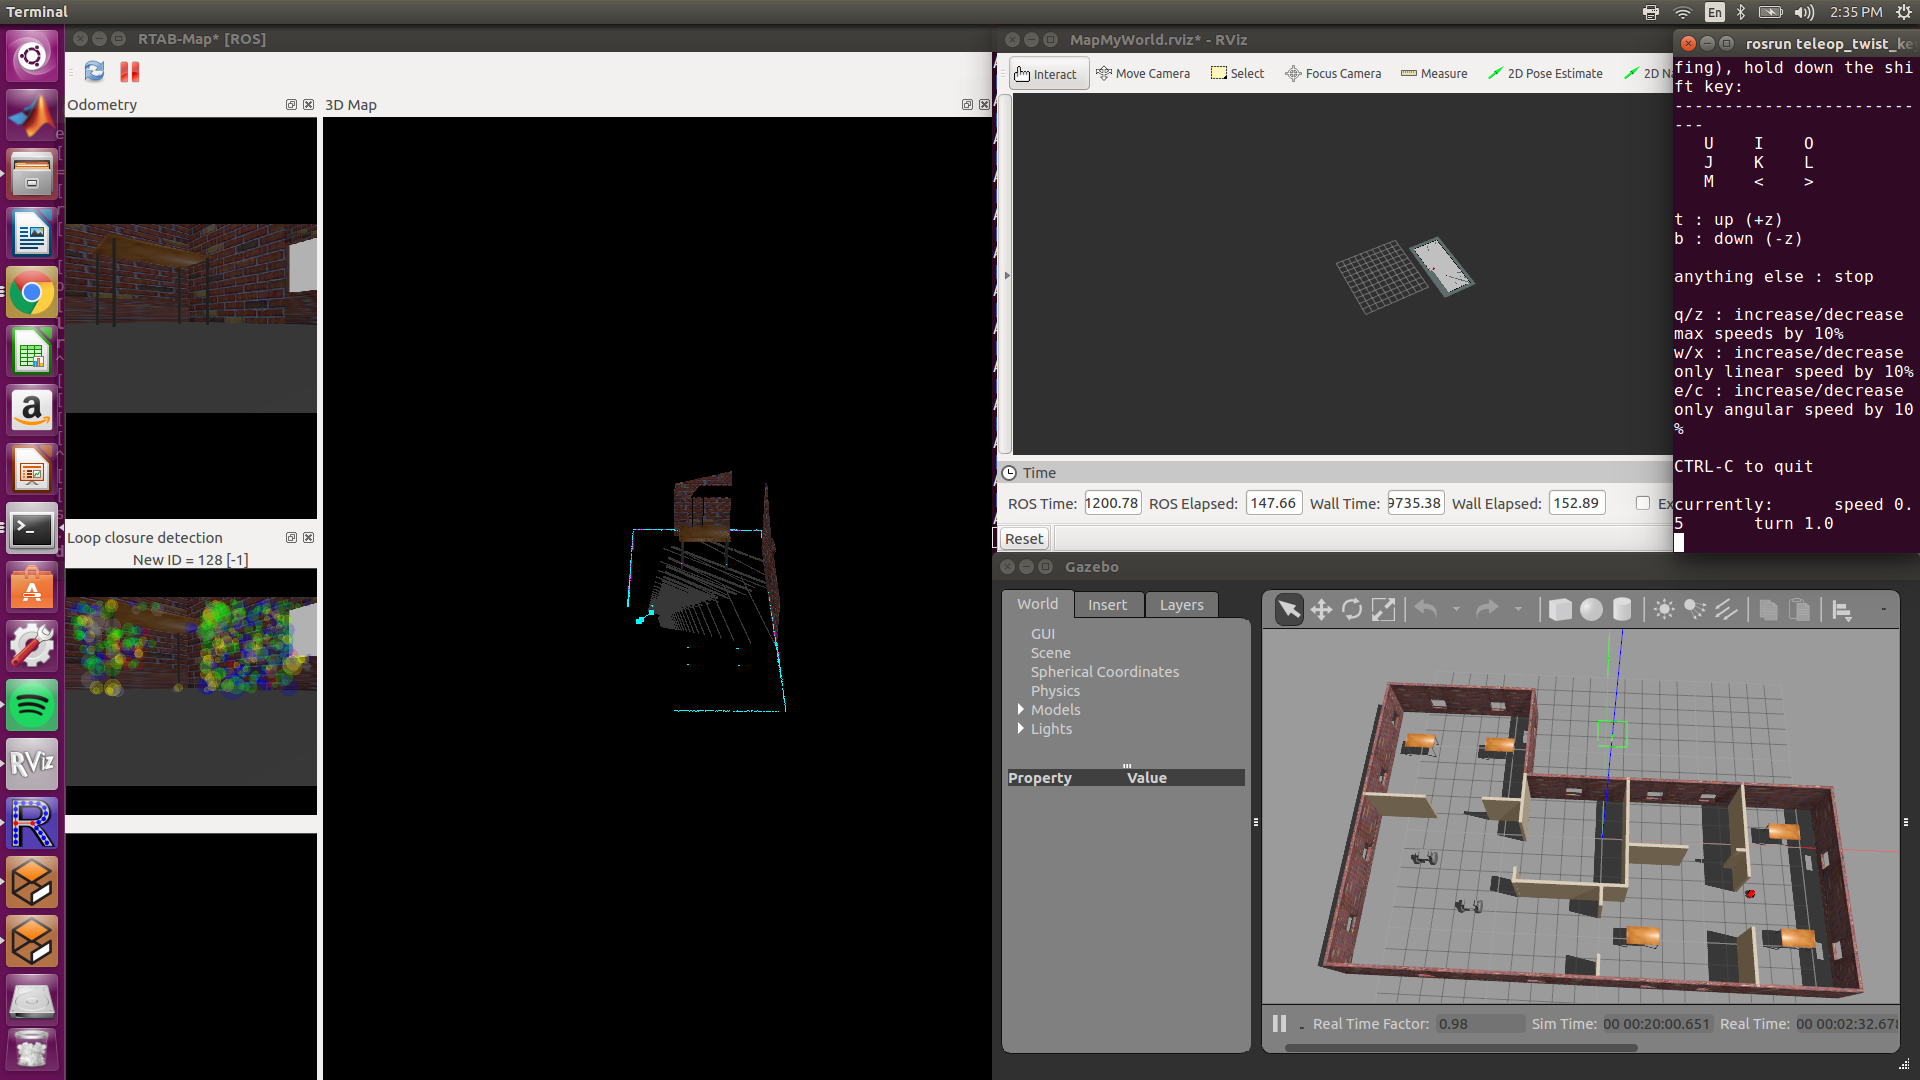 Terminal
En
2:35 PM
RTAB-Map* [ROS]
Odometry
3D Map
Loop closure detection
New ID = 128 [-1]
MapMyWorld.rviz* - RViz
Interact
Move Camera
Select
Focus Camera
Measure
2D Pose Estimate
2D N
Time
ROS Time: 1200.78 ROS Elapsed: 147.66 Wall Time: 9735.38 Wall Elapsed: 152.89 Ex
Reset
rosrun teleop_twist_ke
fing), hold down the shi
ft key:
------------------------
---
U I O
J K L
M < >
t : up (+z)
b : down (-z)
anything else : stop
q/z : increase/decrease
max speeds by 10%
w/x : increase/decrease
only linear speed by 10%
e/c : increase/decrease
only angular speed by 10
%
CTRL-C to quit
currently: speed 0.
5 turn 1.0
Gazebo
World Insert Layers
GUI
Scene
Spherical Coordinates
Physics
Models
Lights
Property Value
Real Time Factor: 0.98 Sim Time: 00 00:20:00.651 Real Time: 00 00:02:32.678
a
RViz
R